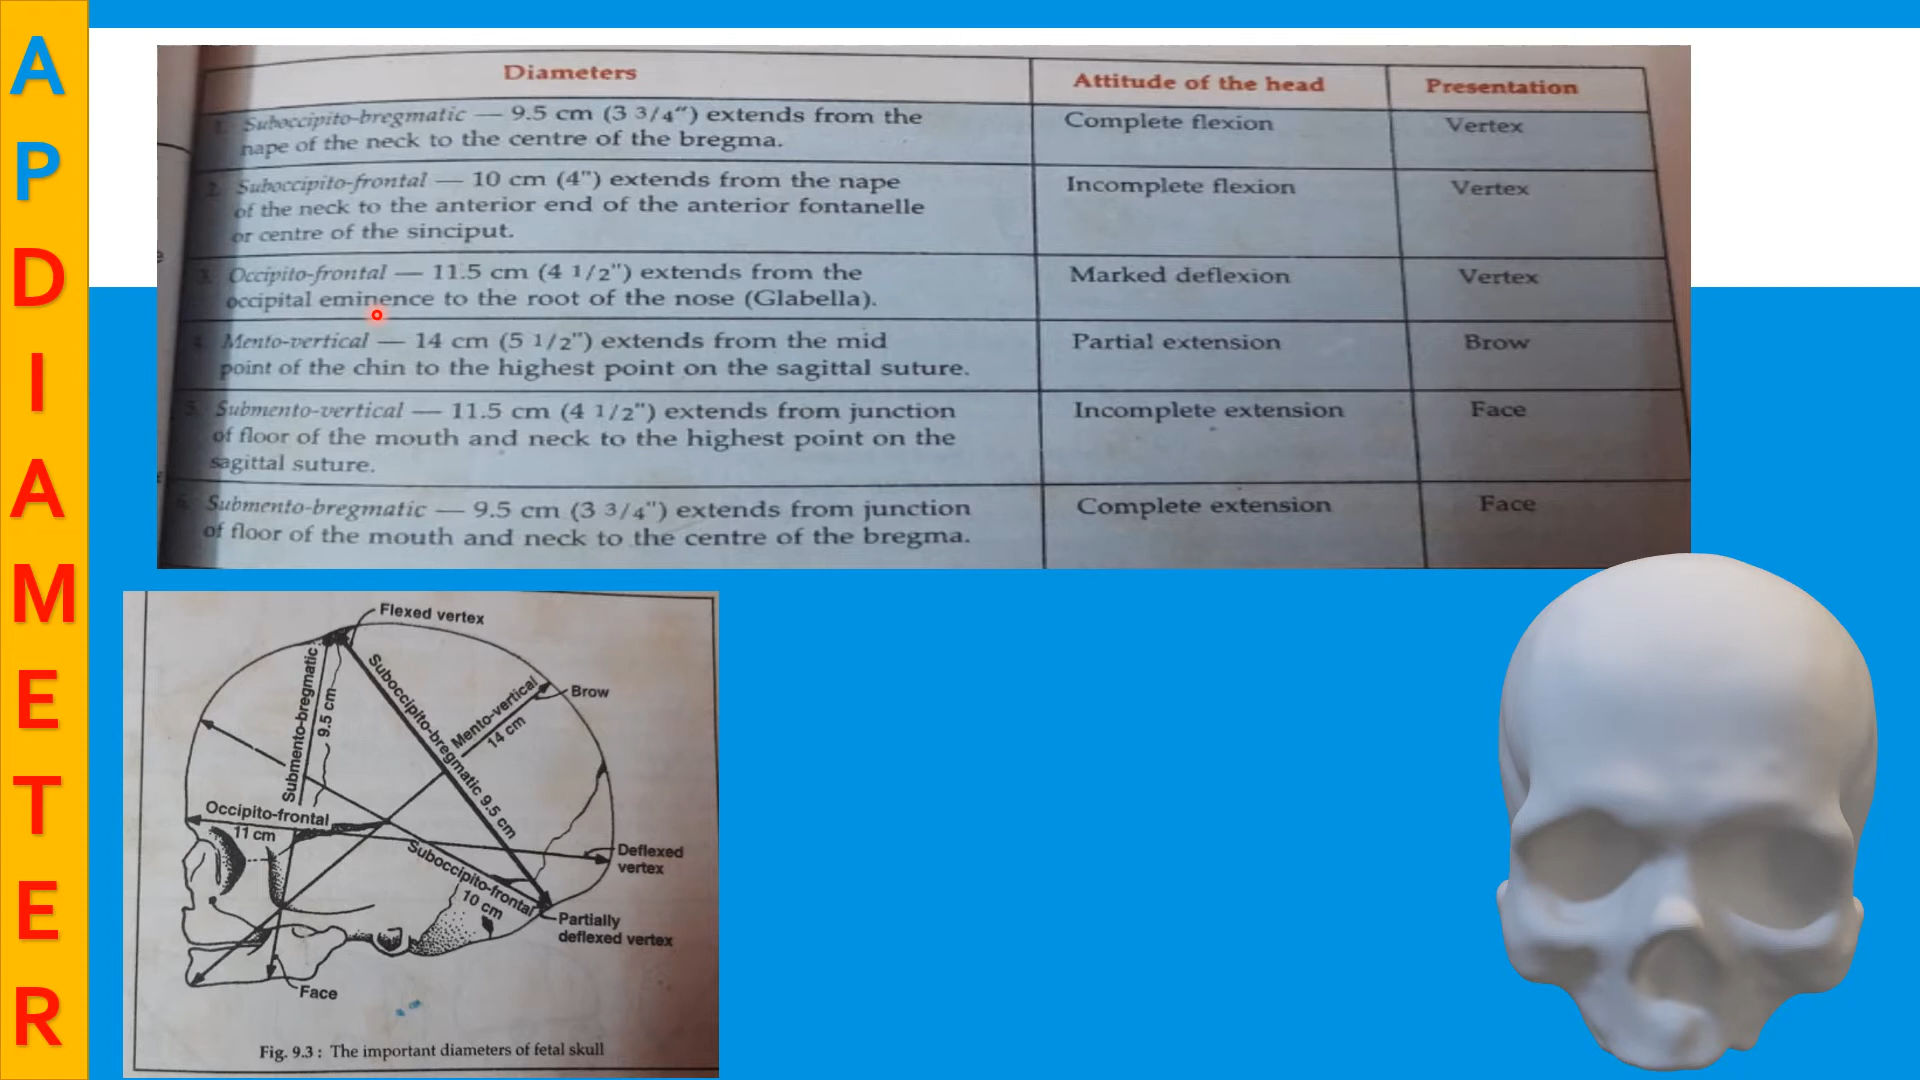 A
P
D
I
A
M
E
T
E
R
Diameters
Attitude of the head
Presentation
1. Suboccipito-bregmatic — 9.5 cm (3 3/4") extends from the
nape of the neck to the centre of the bregma.
Complete flexion
Vertex
2. Suboccipito-frontal — 10 cm (4") extends from the nape
of the neck to the anterior end of the anterior fontanelle
or centre of the sinciput.
Incomplete flexion
Vertex
3. Occipito-frontal — 11.5 cm (4 1/2") extends from the
occipital eminence to the root of the nose (Glabella).
Marked deflexion
Vertex
4. Mento-vertical — 14 cm (5 1/2") extends from the mid
point of the chin to the highest point on the sagittal suture.
Partial extension
Brow
5. Submento-vertical — 11.5 cm (4 1/2") extends from junction
of floor of the mouth and neck to the highest point on the
sagittal suture.
Incomplete extension
Face
6. Submento-bregmatic — 9.5 cm (3 3/4") extends from junction
of floor of the mouth and neck to the centre of the bregma.
Complete extension
Face
Flexed vertex
Submento-bregmatic
9.5 cm
Suboccipito-bregmatic 9.5 cm
Mento-vertical
14 cm
Brow
Occipito-frontal
11 cm
Suboccipito-frontal
10 cm
Deflexed
vertex
Partially
deflexed vertex
Face
Fig. 9.3 : The important diameters of fetal skull